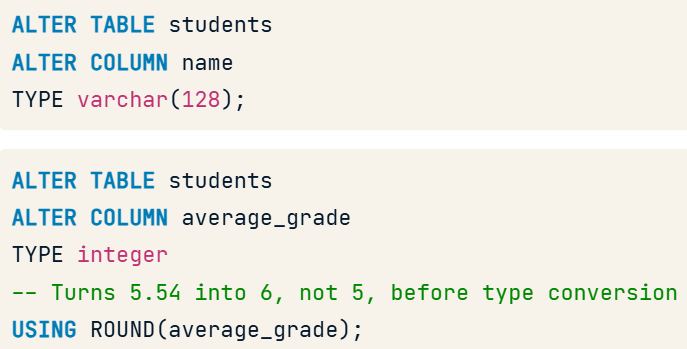 ALTER TABLE students
ALTER COLUMN name
TYPE varchar(128);
ALTER TABLE students
ALTER COLUMN average_grade
TYPE integer
-- Turns 5.54 into 6, not 5, before type conversion
USING ROUND(average_grade);